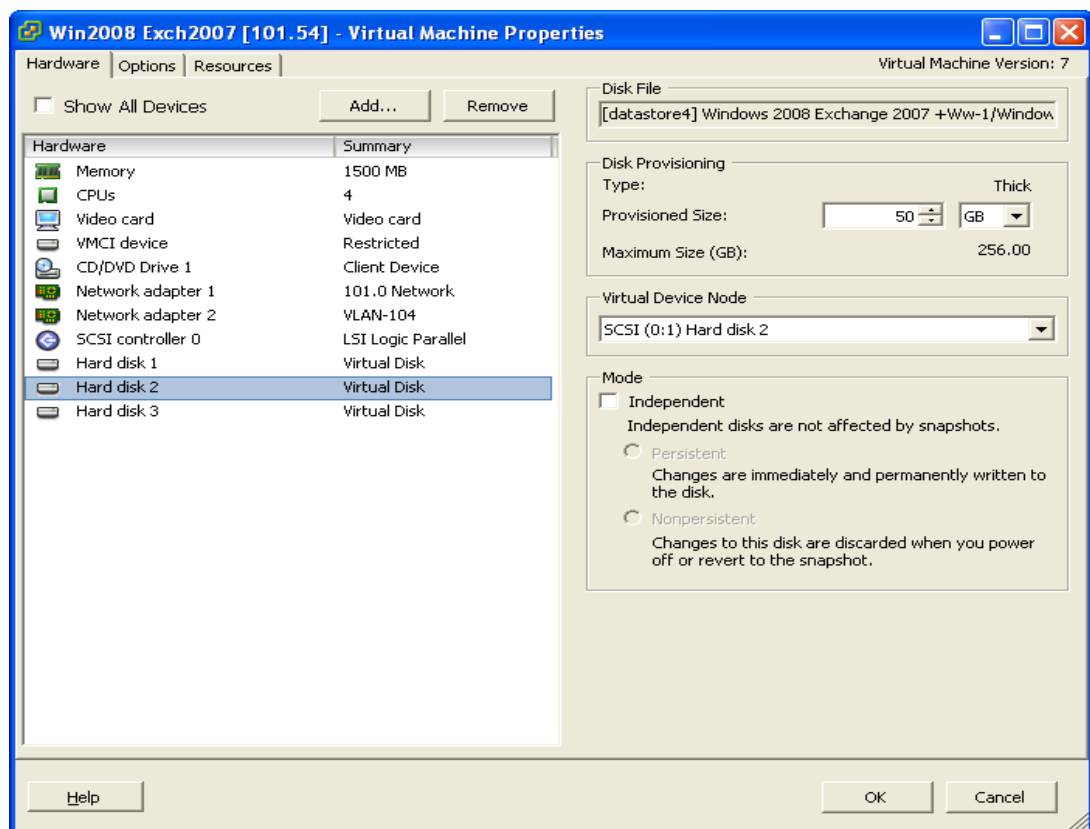 Win2008 Exch2007 [101.54] - Virtual Machine Properties
Hardware Options Resources
Virtual Machine Version: 7
Show All Devices
Add...
Remove
Hardware Summary
Memory 1500 MB
CPUs 4
Video card Video card
VMCI device Restricted
CD/DVD Drive 1 Client Device
Network adapter 1 101.0 Network
Network adapter 2 VLAN-104
SCSI controller 0 LSI Logic Parallel
Hard disk 1 Virtual Disk
Hard disk 2 Virtual Disk
Hard disk 3 Virtual Disk
Disk File
[datastore4] Windows 2008 Exchange 2007 +Ww-1/Window
Disk Provisioning
Type: Thick
Provisioned Size: 50 GB
Maximum Size (GB): 256.00
Virtual Device Node
SCSI (0:1) Hard disk 2
Mode
Independent
Independent disks are not affected by snapshots.
Persistent
Changes are immediately and permanently written to
the disk.
Nonpersistent
Changes to this disk are discarded when you power
off or revert to the snapshot.
Help
OK
Cancel